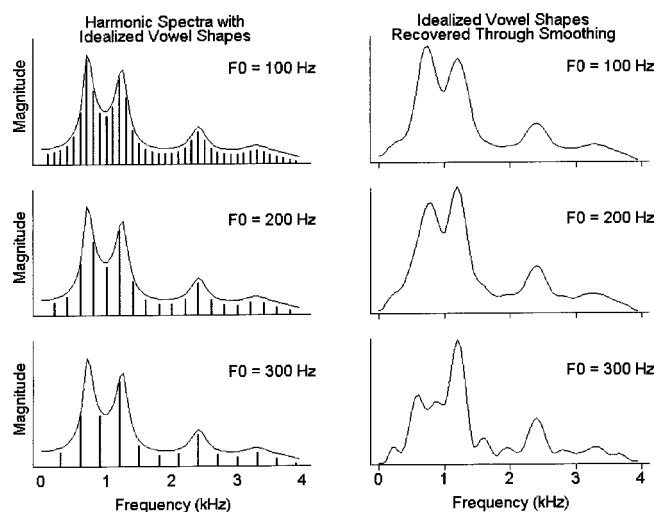 Harmonic Spectra with
Idealized Vowel Shapes
Magnitude
F0 = 100 Hz
Magnitude
F0 = 200 Hz
Magnitude
F0 = 300 Hz
0 1 2 3 4
Frequency (kHz)
Idealized Vowel Shapes
Recovered Through Smoothing
F0 = 100 Hz
F0 = 200 Hz
F0 = 300 Hz
0 1 2 3 4
Frequency (kHz)